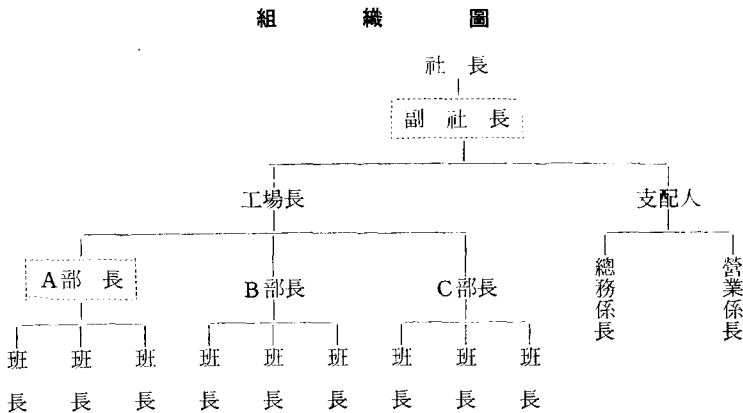 組織圖
社長
副社長
工場長 支配人
A部長 B部長 C部長 總務係長 營業係長
班長 班長 班長 班長 班長 班長 班長 班長 班長